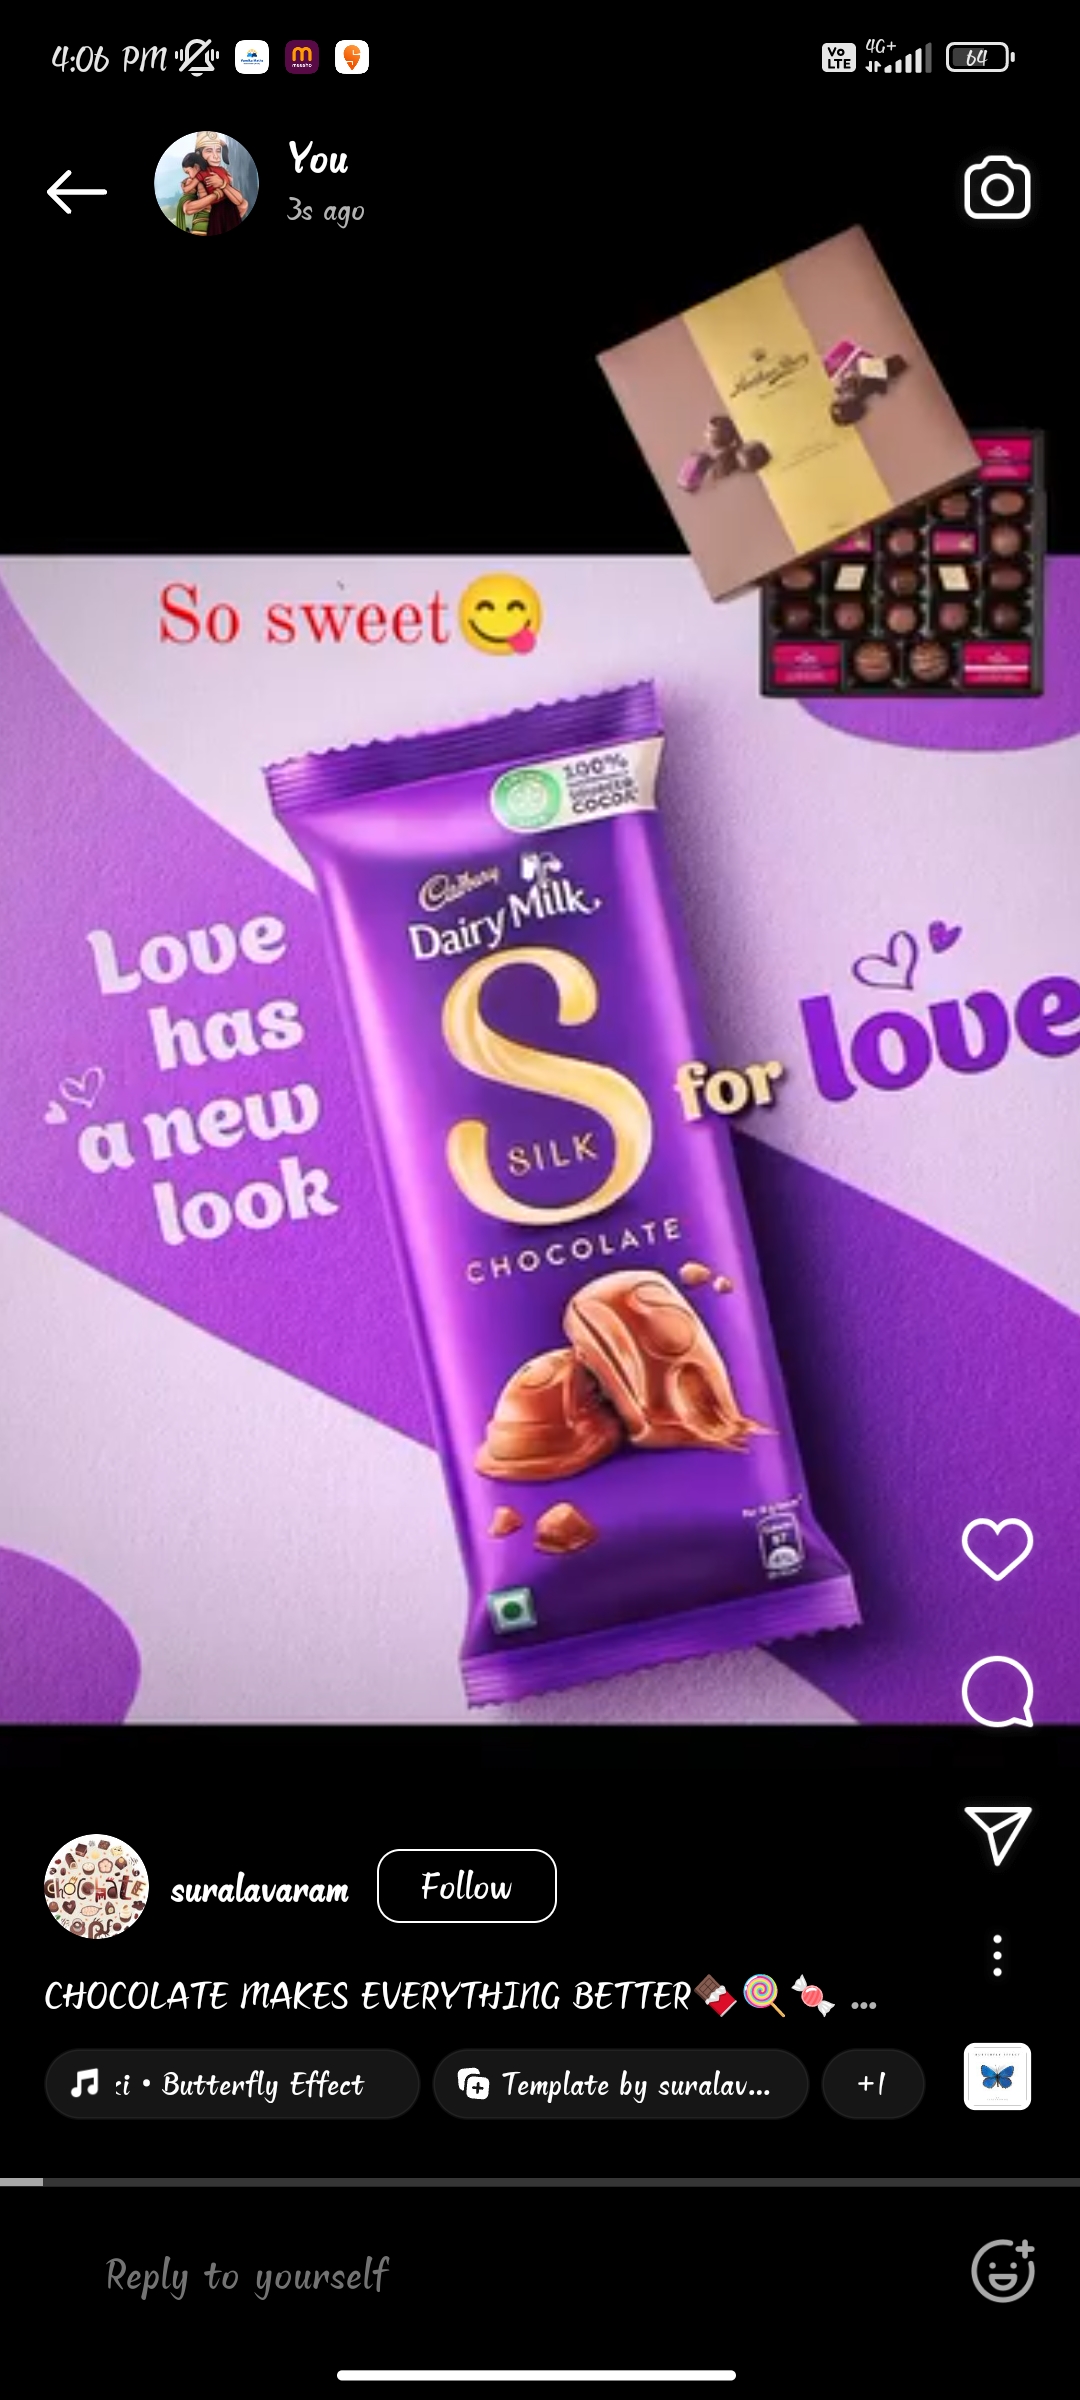 4:06 PM
Vo LTE
4G+
64
You
3s ago
So sweet😋
100%
COCOA
Cadbury
Dairy Milk
S
SILK
CHOCOLATE
Love
has
a new
look
for love
suralavaram
Follow
CHOCOLATE MAKES EVERYTHING BETTER🍫🍭🍬 ...
ci • Butterfly Effect
Template by suralav...
+1
Reply to yourself